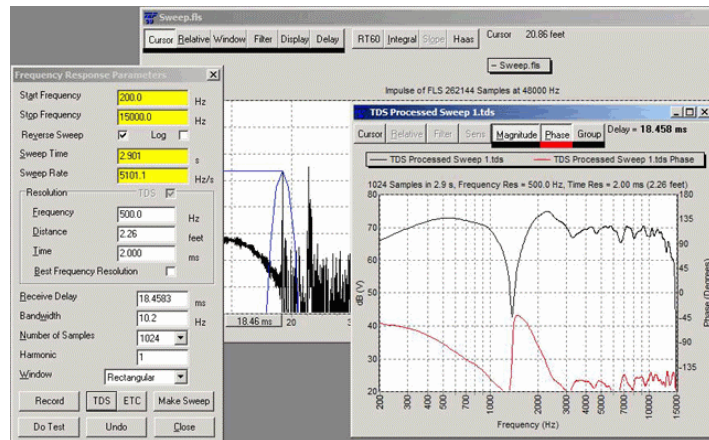 Sweep.fls
Cursor Relative Window Filter Display Delay RT60 Integral Slope Haas Cursor 20.86 feet
Sweep.fls
Impulse of FLS 262144 Samples at 48000 Hz
18.46 ms 20
Frequency Response Parameters
Start Frequency 200.0 Hz
Stop Frequency 15000.0 Hz
Reverse Sweep Log
Sweep Time 2.901 s
Sweep Rate 5101.1 Hz/s
Resolution TDS
Frequency 500.0 Hz
Distance 2.26 feet
Time 2.000 ms
Best Frequency Resolution
Receive Delay 18.4583 ms
Bandwidth 10.2 Hz
Number of Samples 1024
Harmonic 1
Window Rectangular
Record TDS ETC Make Sweep
Do Test Undo Close
TDS Processed Sweep 1.tds
Cursor Relative Filter Sens Magnitude Phase Group Delay = 18.458 ms
TDS Processed Sweep 1.tds TDS Processed Sweep 1.tds Phase
1024 Samples in 2.9 s, Frequency Res = 500.0 Hz, Time Res = 2.00 ms (2.26 feet)
80 180
70 135
90
60 45
50 0
40 -45
-90
30 -135
20
dB (V)
Phase (Degrees)
200 300 400 500 700 1000 2000 3000 4000 5000 7000 10000 15000
Frequency (Hz)